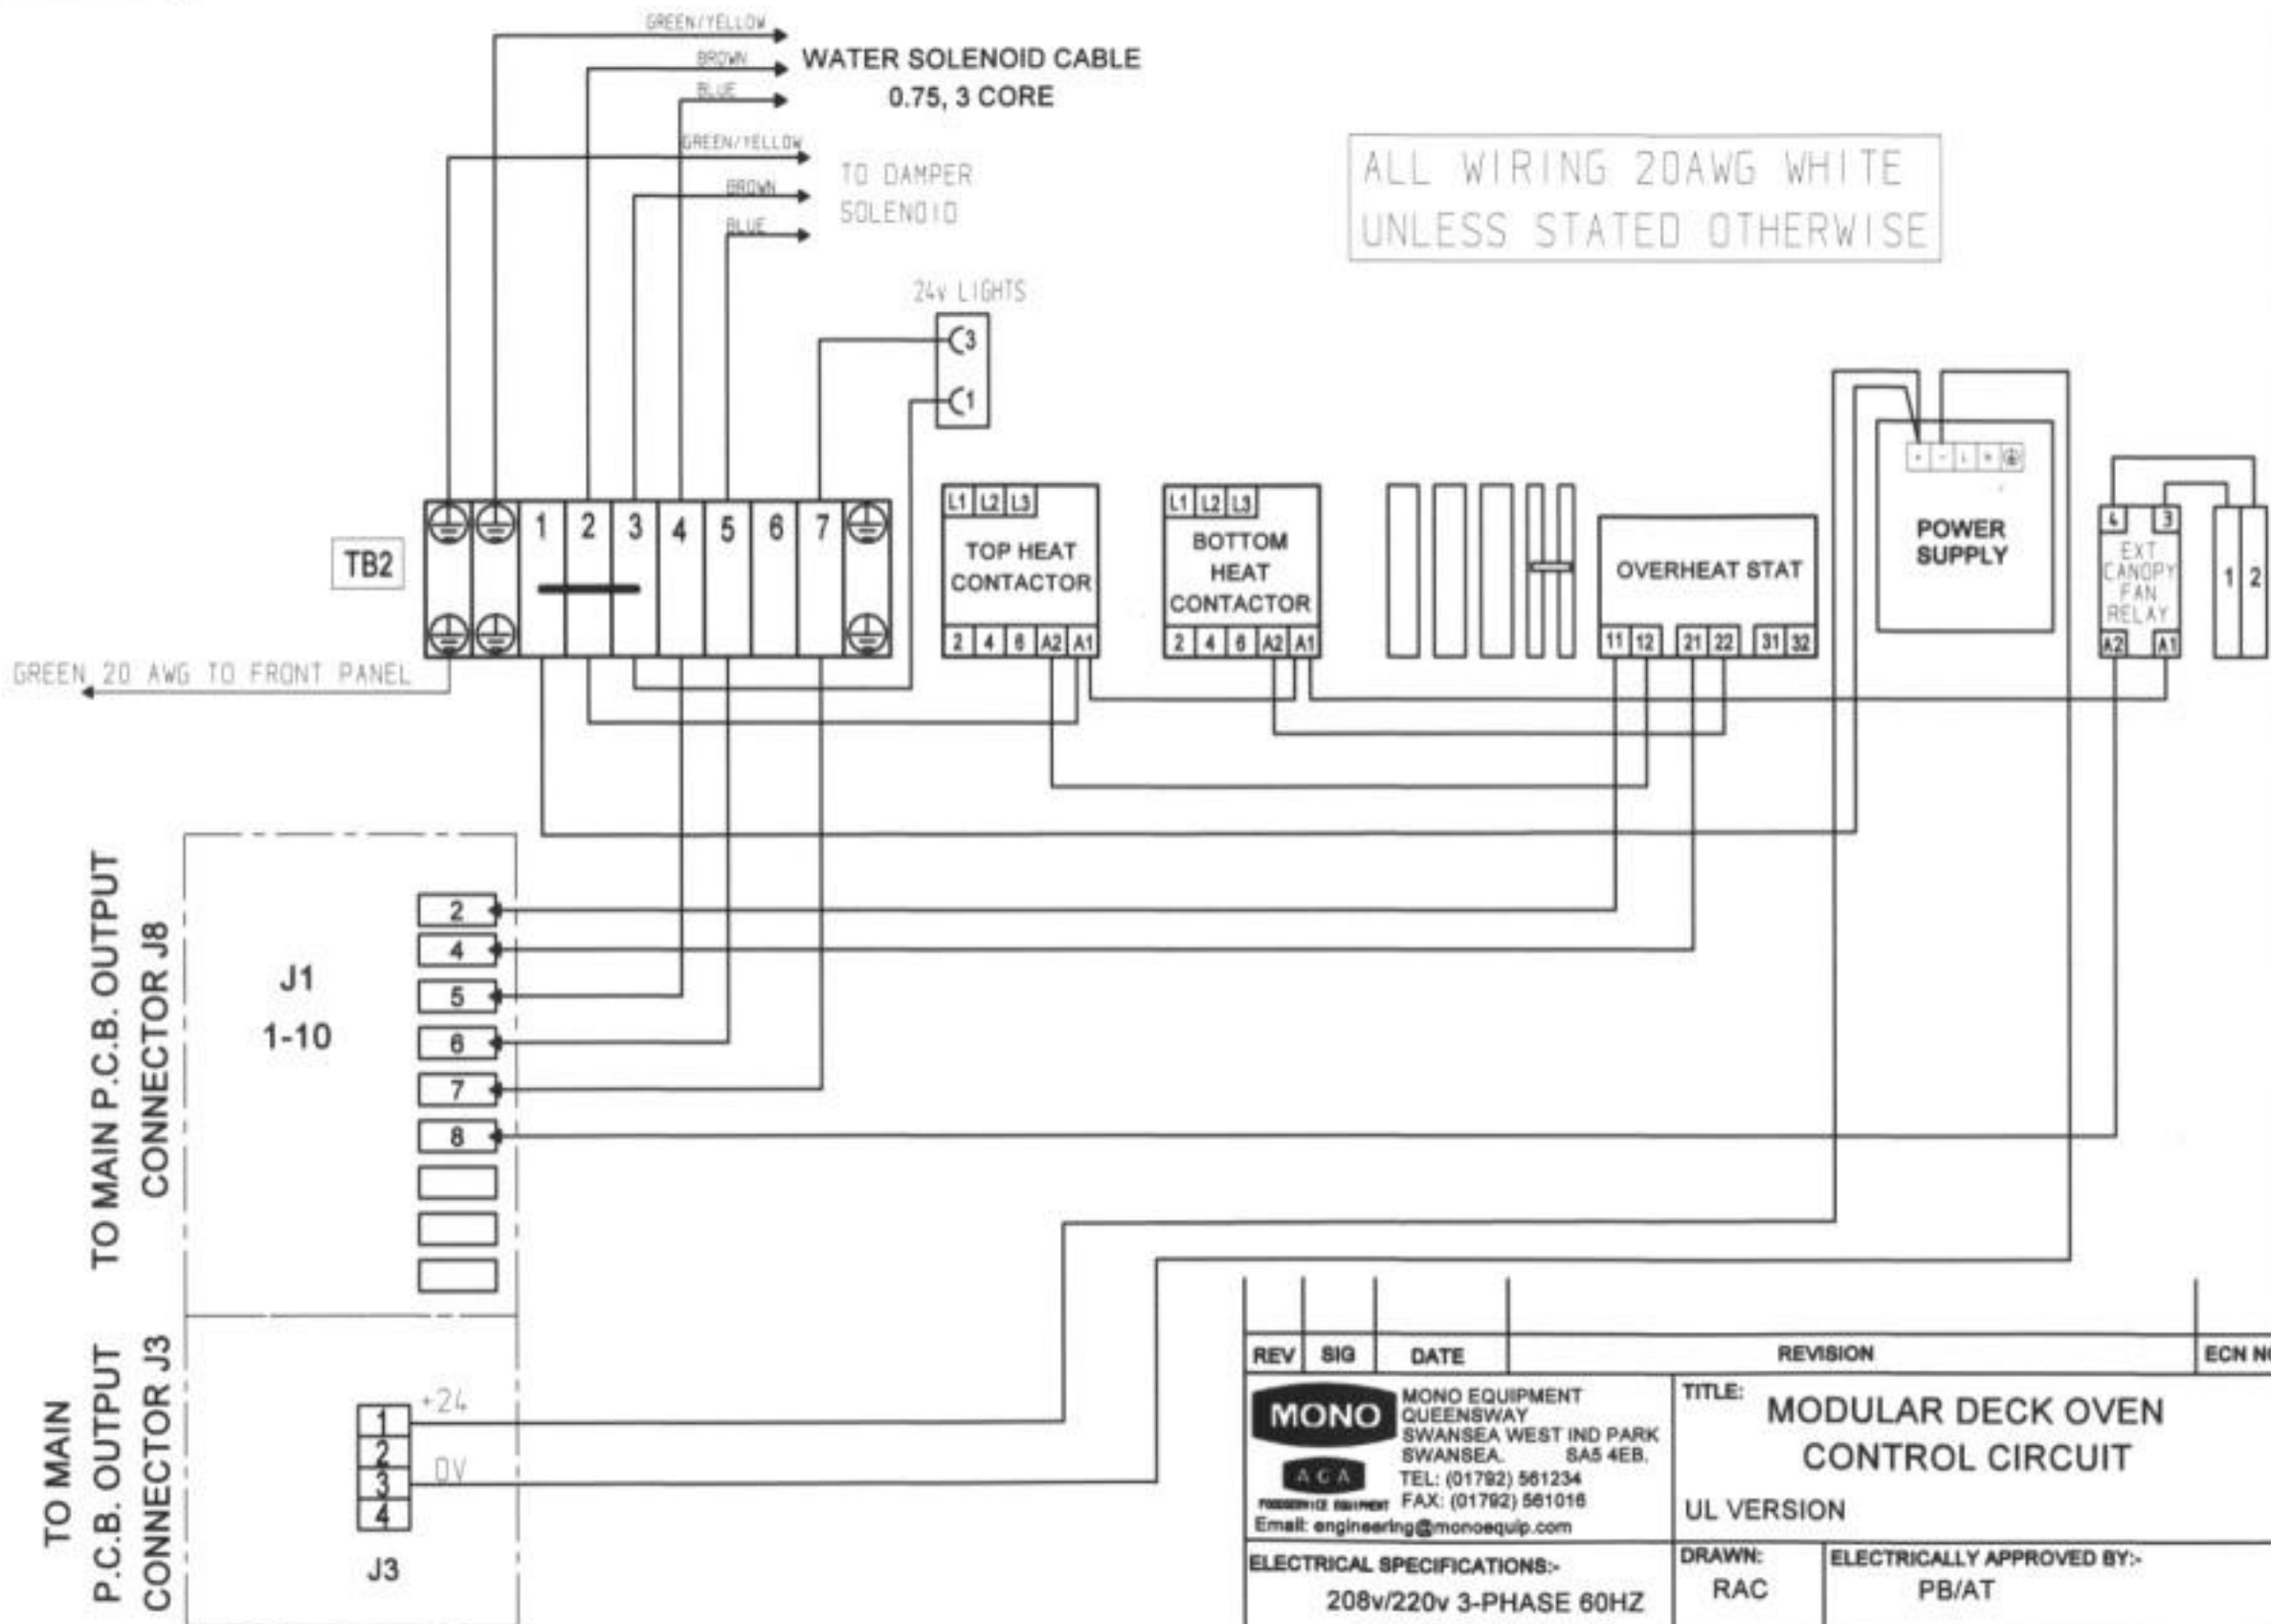 GREEN/YELLOW
BROWN
BLUE
WATER SOLENOID CABLE
0.75, 3 CORE
GREEN/YELLOW
BROWN
BLUE
TO DAMPER
SOLENOID
ALL WIRING 20AWG WHITE
UNLESS STATED OTHERWISE
24v LIGHTS
3
1
TB2
1 2 3 4 5 6 7
GREEN 20 AWG TO FRONT PANEL
L1 L2 L3
TOP HEAT
CONTACTOR
2 4 6 A2 A1
L1 L2 L3
BOTTOM
HEAT
CONTACTOR
2 4 6 A2 A1
OVERHEAT STAT
11 12 21 22 31 32
+ - L N
POWER
SUPPLY
4 3
EXT
CANOPY
FAN
RELAY
A2 A1
1 2
TO MAIN P.C.B. OUTPUT
CONNECTOR J8
J1
1-10
2
4
5
6
7
8
TO MAIN
P.C.B. OUTPUT
CONNECTOR J3
+24
0V
1
2
3
4
J3
REV SIG DATE REVISION ECN NO
MONO
AGA
FOODSERVICE EQUIPMENT
MONO EQUIPMENT
QUEENSWAY
SWANSEA WEST IND PARK
SWANSEA. SA5 4EB.
TEL: (01792) 561234
FAX: (01792) 561016
Email: engineering@monoequip.com
TITLE:
MODULAR DECK OVEN
CONTROL CIRCUIT
UL VERSION
ELECTRICAL SPECIFICATIONS:-
208v/220v 3-PHASE 60HZ
DRAWN:
RAC
ELECTRICALLY APPROVED BY:-
PB/AT